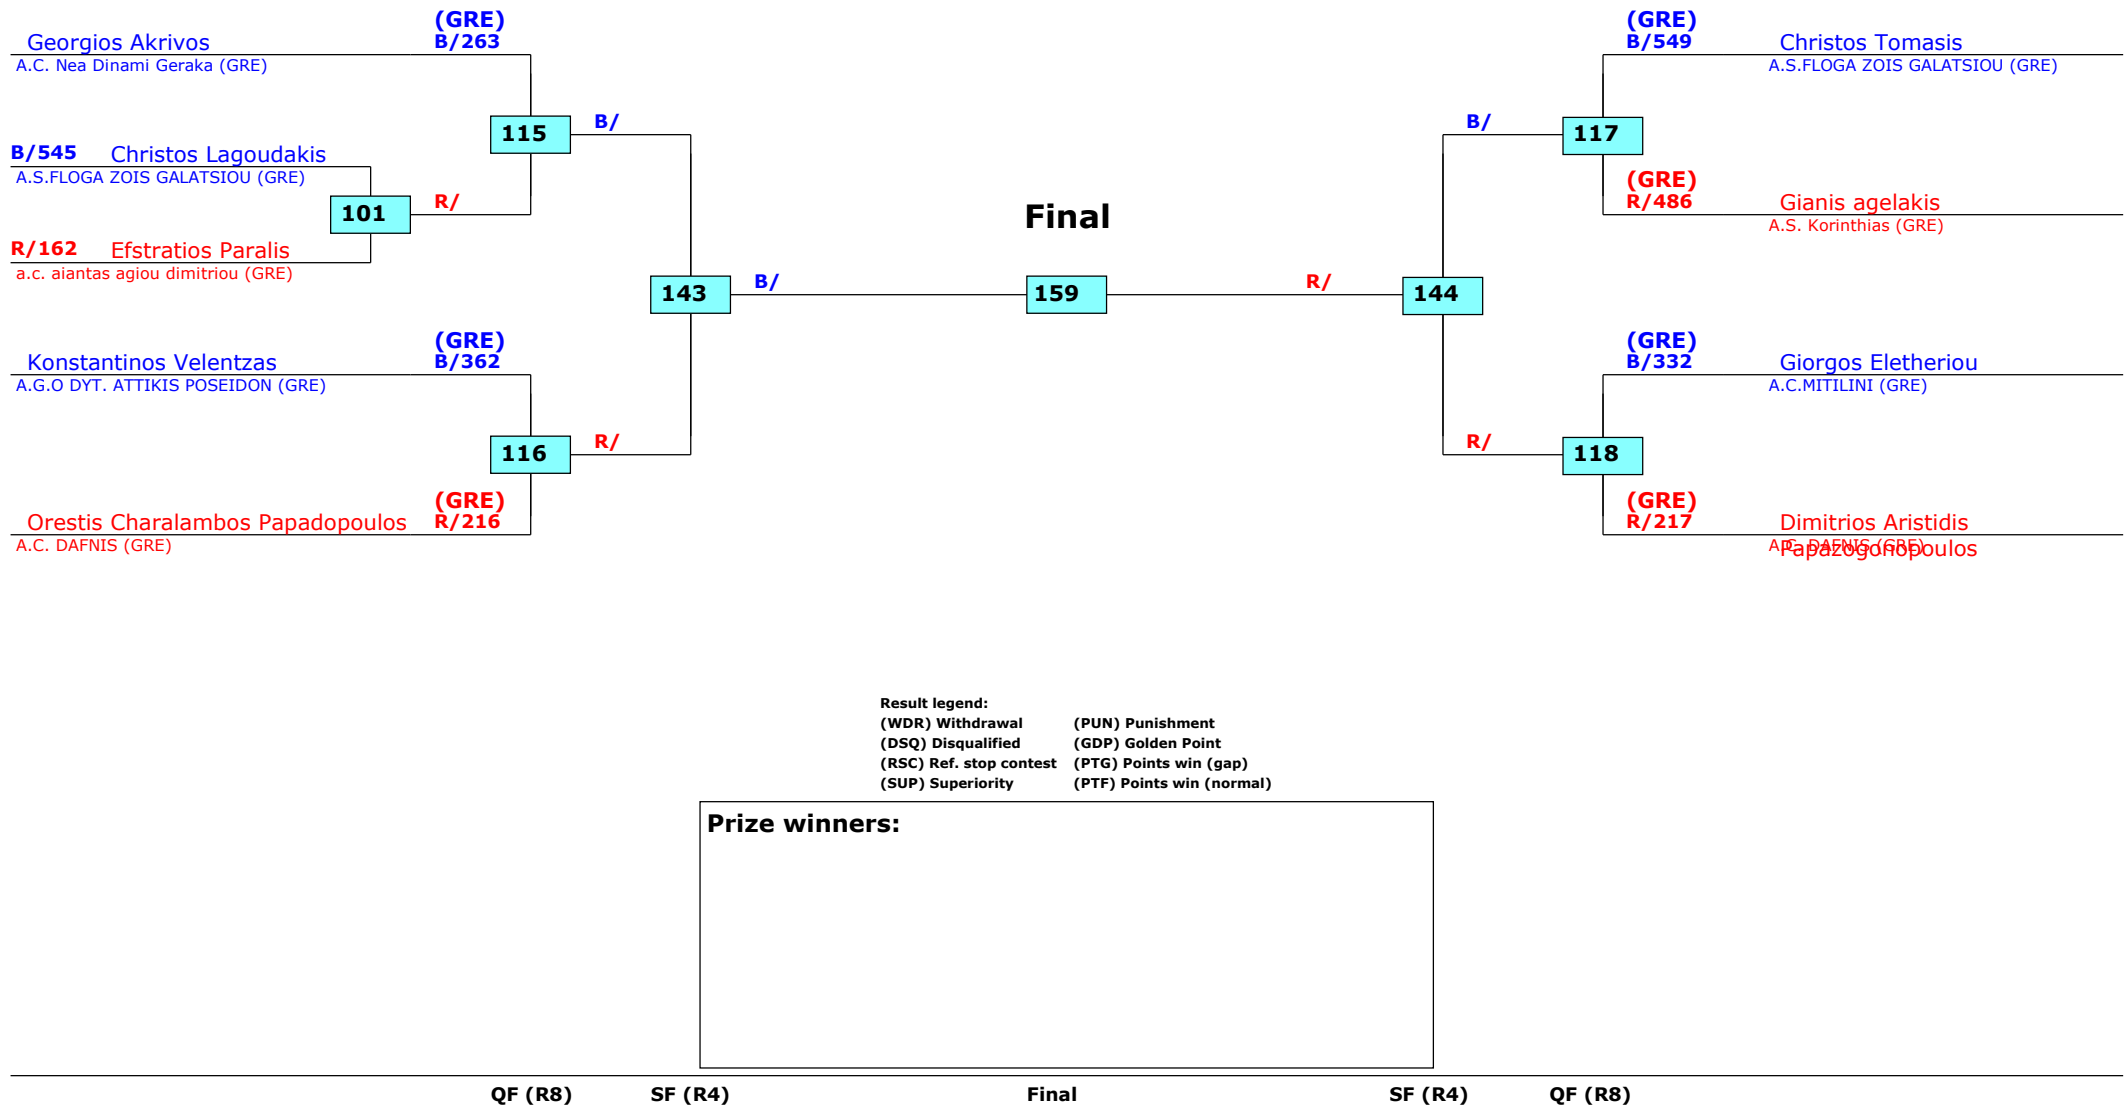 (GRE)
Georgios Akrivos B/263
A.C. Nea Dinami Geraka (GRE)
115 B/
B/545 Christos Lagoudakis
A.S.FLOGA ZOIS GALATSIOU (GRE)
101 R/
R/162 Efstratios Paralis
a.c. aiantas agiou dimitriou (GRE)
143 B/
(GRE)
Konstantinos Velentzas B/362
A.G.O DYT. ATTIKIS POSEIDON (GRE)
116 R/
(GRE)
Orestis Charalambos Papadopoulos R/216
A.C. DAFNIS (GRE)
Final
159
(GRE)
B/549 Christos Tomasis
A.S.FLOGA ZOIS GALATSIOU (GRE)
B/ 117
(GRE)
R/486 Gianis agelakis
A.S. Korinthias (GRE)
R/ 144
(GRE)
B/332 Giorgos Eletheriou
A.C.MITILINI (GRE)
R/ 118
(GRE)
R/217 Dimitrios Aristidis
Papazogonopoulos
A.C. DAFNIS (GRE)
Result legend:
(WDR) Withdrawal (PUN) Punishment
(DSQ) Disqualified (GDP) Golden Point
(RSC) Ref. stop contest (PTG) Points win (gap)
(SUP) Superiority (PTF) Points win (normal)
Prize winners:
QF (R8) SF (R4) Final SF (R4) QF (R8)